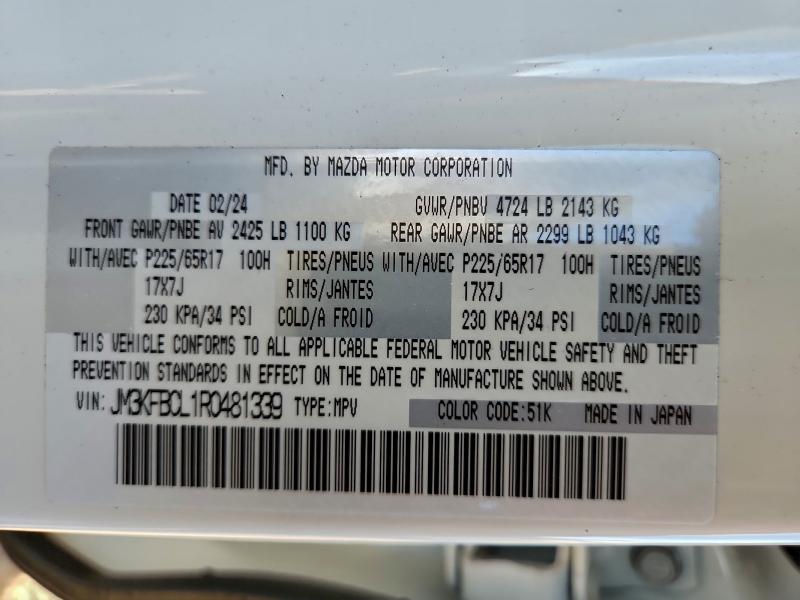 MFD. BY MAZDA MOTOR CORPORATION
DATE 02/24 GVWR/PNBV 4724 LB 2143 KG
FRONT GAWR/PNBE AV 2425 LB 1100 KG REAR GAWR/PNBE AR 2299 LB 1043 KG
WITH/AVEC P225/65R17 100H TIRES/PNEUS WITH/AVEC P225/65R17 100H TIRES/PNEUS
17X7J RIMS/JANTES 17X7J RIMS/JANTES
230 KPA/34 PSI COLD/A FROID 230 KPA/34 PSI COLD/A FROID
THIS VEHICLE CONFORMS TO ALL APPLICABLE FEDERAL MOTOR VEHICLE SAFETY AND THEFT
PREVENTION STANDARDS IN EFFECT ON THE DATE OF MANUFACTURE SHOWN ABOVE.
VIN: JM3KFBCL1R0481339 TYPE:MPV COLOR CODE:51K MADE IN JAPAN